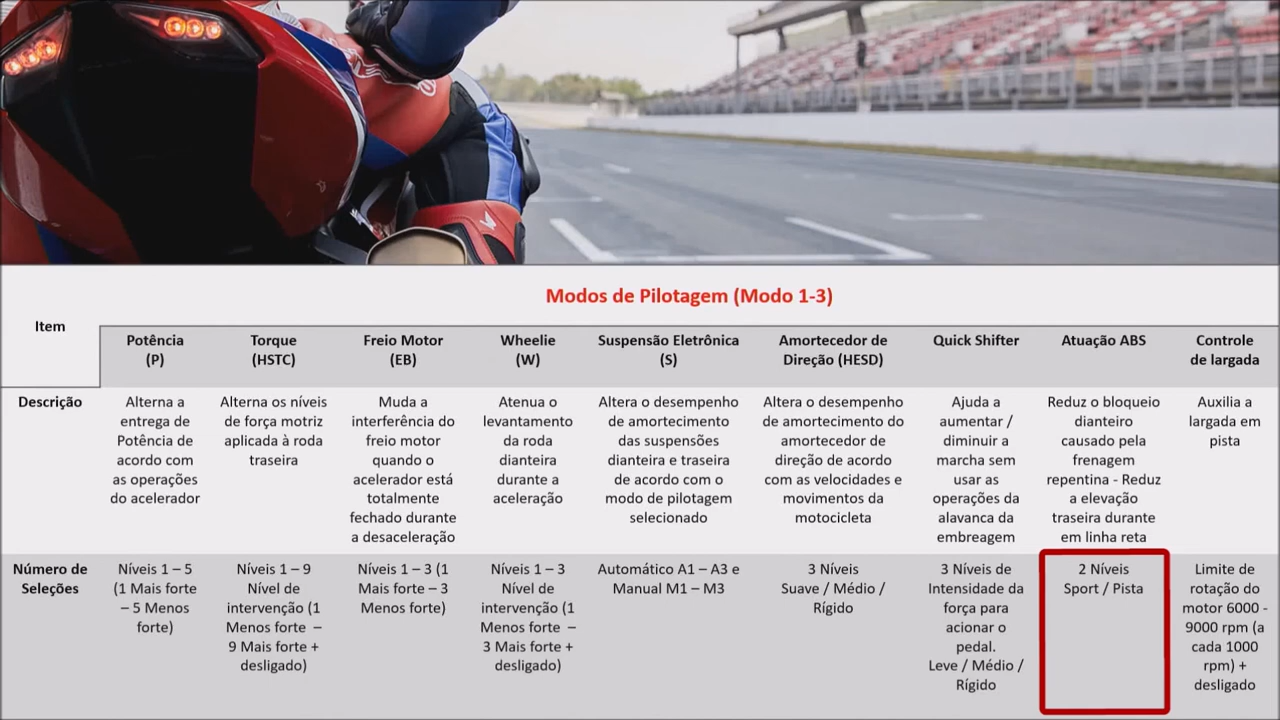 Modos de Pilotagem (Modo 1-3)
Item
Potência
(P)
Torque
(HSTC)
Freio Motor
(EB)
Wheelie
(W)
Suspensão Eletrônica
(S)
Amortecedor de
Direção (HESD)
Quick Shifter
Atuação ABS
Controle
de largada
Descrição
Alterna a
entrega de
Potência de
acordo com
as operações
do acelerador
Alterna os níveis
de força motriz
aplicada à roda
traseira
Muda a
interferência do
freio motor
quando o
acelerador está
totalmente
fechado durante
a desaceleração
Atenua o
levantamento
da roda
dianteira
durante a
aceleração
Altera o desempenho
de amortecimento
das suspensões
dianteira e traseira
de acordo com o
modo de pilotagem
selecionado
Altera o desempenho
de amortecimento do
amortecedor de
direção de acordo
com as velocidades e
movimentos da
motocicleta
Ajuda a
aumentar /
diminuir a
marcha sem
usar as
operações da
alavanca da
embreagem
Reduz o bloqueio
dianteiro
causado pela
frenagem
repentina - Reduz
a elevação
traseira durante
em linha reta
Auxilia a
largada em
pista
Número de
Seleções
Níveis 1 – 5
(1 Mais forte
– 5 Menos
forte)
Níveis 1 – 9
Nível de
intervenção (1
Menos forte –
9 Mais forte +
desligado)
Níveis 1 – 3 (1
Mais forte – 3
Menos forte)
Níveis 1 – 3
Nível de
intervenção (1
Menos forte –
3 Mais forte +
desligado)
Automático A1 – A3 e
Manual M1 – M3
3 Níveis
Suave / Médio /
Rígido
3 Níveis de
Intensidade da
força para
acionar o
pedal.
Leve / Médio /
Rígido
2 Níveis
Sport / Pista
Limite de
rotação do
motor 6000 -
9000 rpm (a
cada 1000
rpm) +
desligado